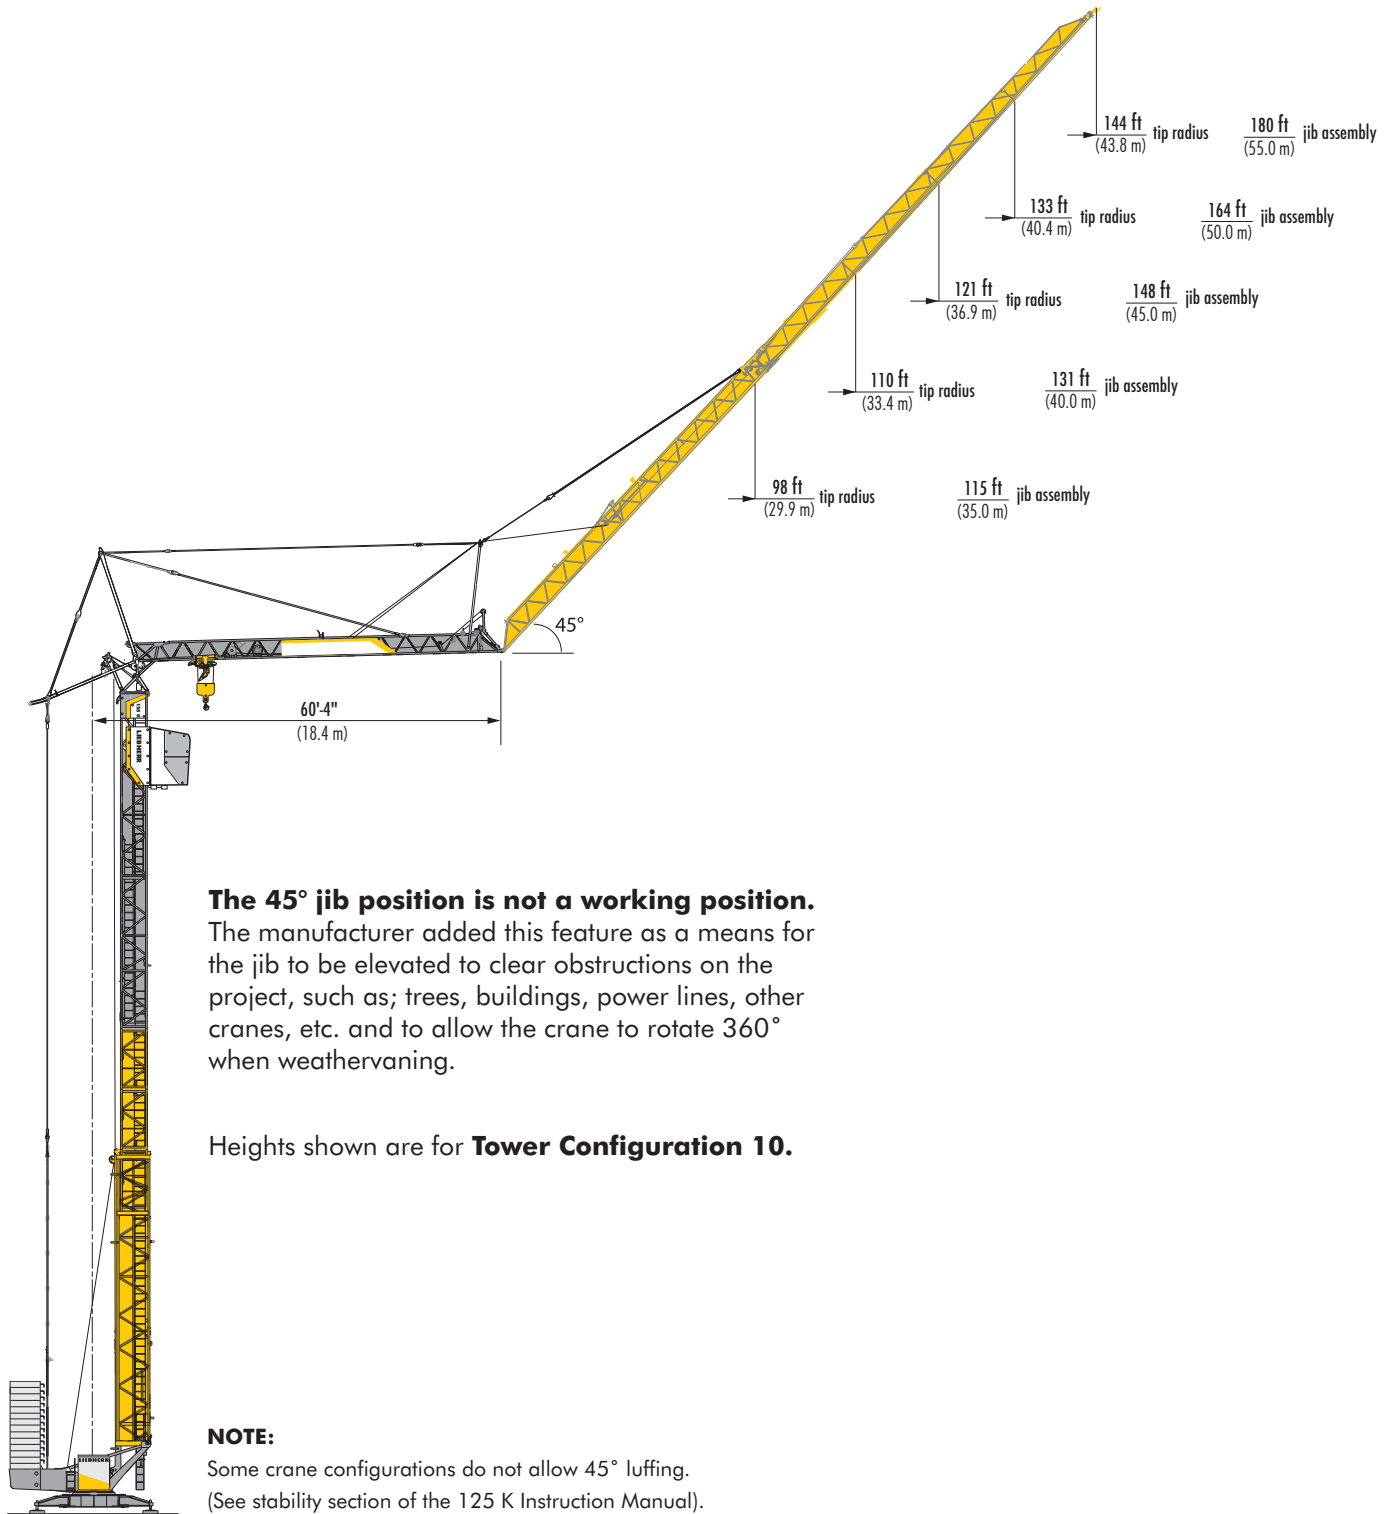 144 ft tip radius 180 ft jib assembly
(43.8 m) (55.0 m)
133 ft tip radius 164 ft jib assembly
(40.4 m) (50.0 m)
121 ft tip radius 148 ft jib assembly
(36.9 m) (45.0 m)
110 ft tip radius 131 ft jib assembly
(33.4 m) (40.0 m)
98 ft tip radius 115 ft jib assembly
(29.9 m) (35.0 m)
45°
60'-4"
(18.4 m)
125 K
LIEBHERR
The 45° jib position is not a working position.
The manufacturer added this feature as a means for
the jib to be elevated to clear obstructions on the
project, such as; trees, buildings, power lines, other
cranes, etc. and to allow the crane to rotate 360°
when weathervaning.
Heights shown are for Tower Configuration 10.
NOTE:
Some crane configurations do not allow 45° luffing.
(See stability section of the 125 K Instruction Manual).
LIEBHERR